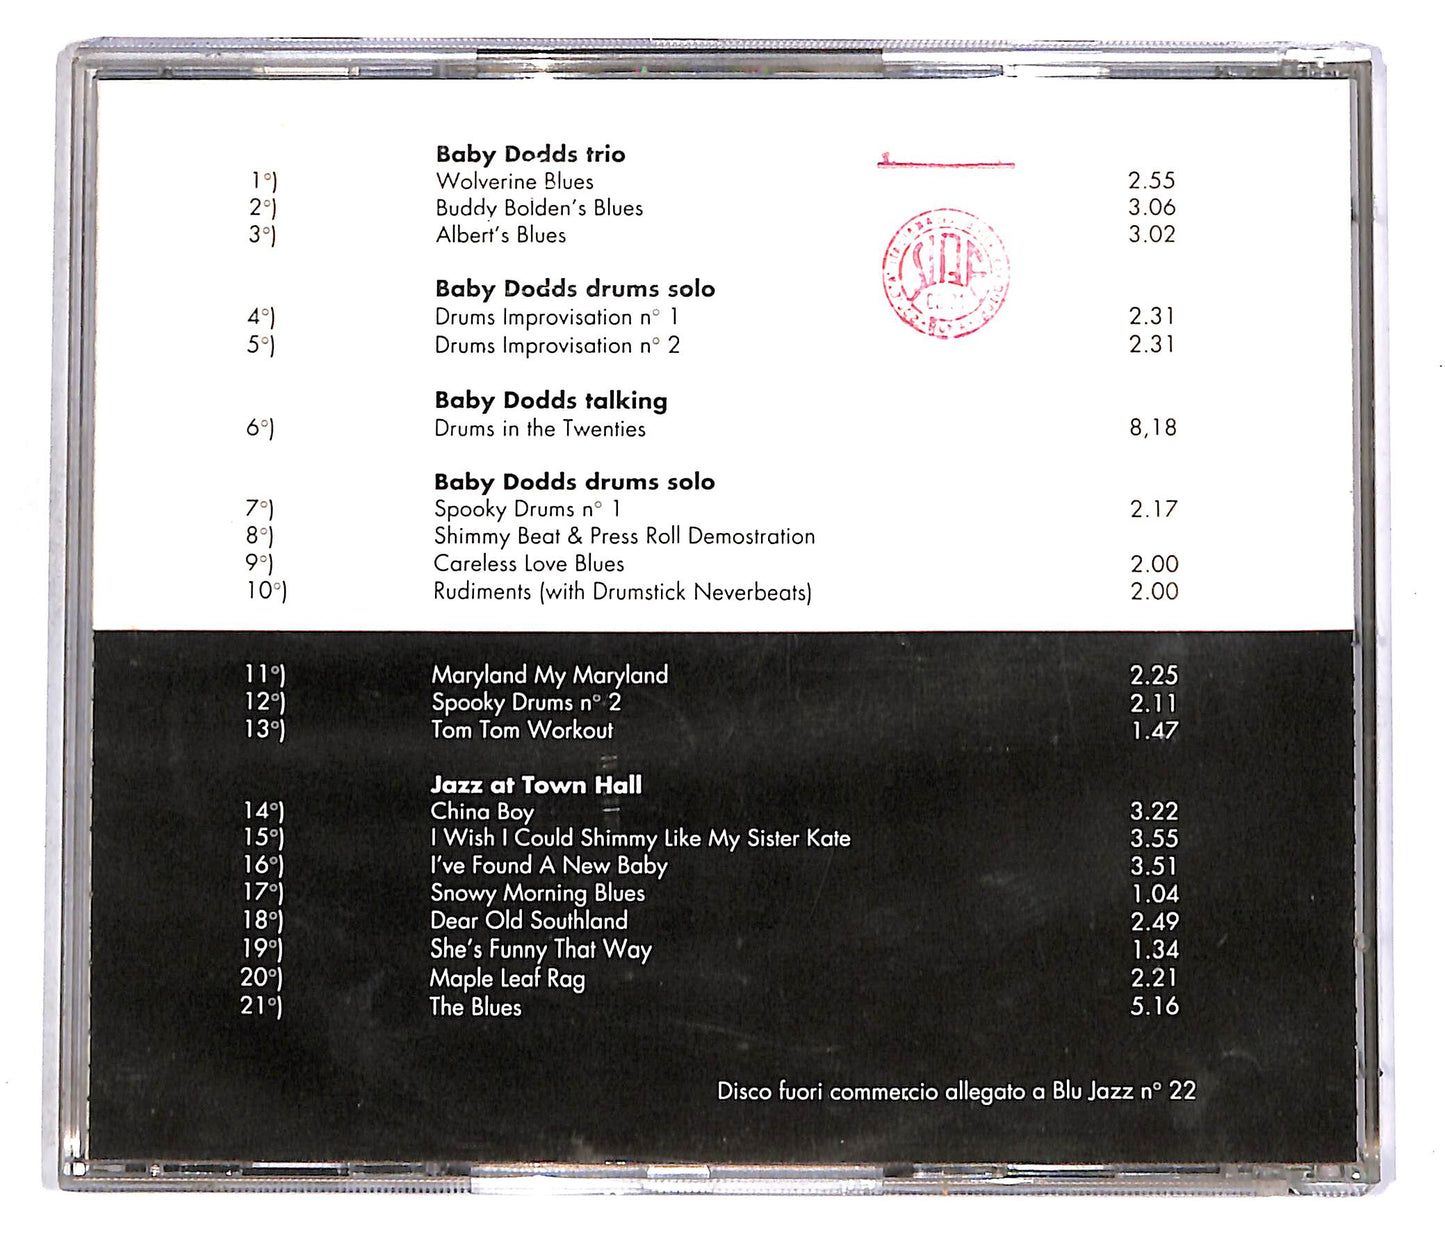 Baby Dodds trio
1°) Wolverine Blues 2.55
2°) Buddy Bolden's Blues 3.06
3°) Albert's Blues 3.02
Baby Dodds drums solo
4°) Drums Improvisation n° 1 2.31
5°) Drums Improvisation n° 2 2.31
Baby Dodds talking
6°) Drums in the Twenties 8,18
Baby Dodds drums solo
7°) Spooky Drums n° 1 2.17
8°) Shimmy Beat & Press Roll Demostration
9°) Careless Love Blues 2.00
10°) Rudiments (with Drumstick Neverbeats) 2.00
11°) Maryland My Maryland 2.25
12°) Spooky Drums n° 2 2.11
13°) Tom Tom Workout 1.47
Jazz at Town Hall
14°) China Boy 3.22
15°) I Wish I Could Shimmy Like My Sister Kate 3.55
16°) I've Found A New Baby 3.51
17°) Snowy Morning Blues 1.04
18°) Dear Old Southland 2.49
19°) She's Funny That Way 1.34
20°) Maple Leaf Rag 2.21
21°) The Blues 5.16
Disco fuori commercio allegato a Blu Jazz n° 22